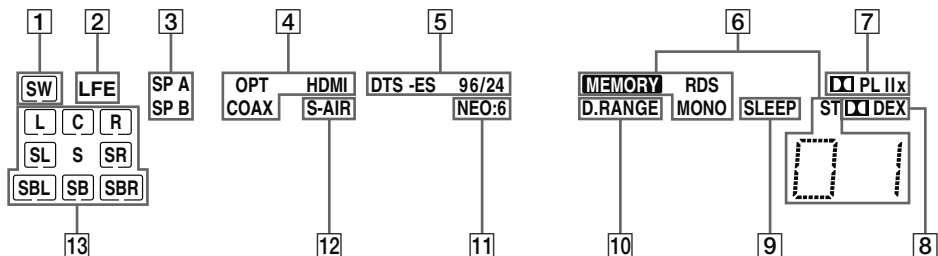 1 2 3 4 5 6 7
SW LFE SP A OPT HDMI DTS -ES 96/24 MEMORY RDS PL IIx
SP B COAX S-AIR NEO:6 D.RANGE MONO SLEEP ST D EX
L C R
SL S SR
SBL SB SBR
13 12 11 10 9 8